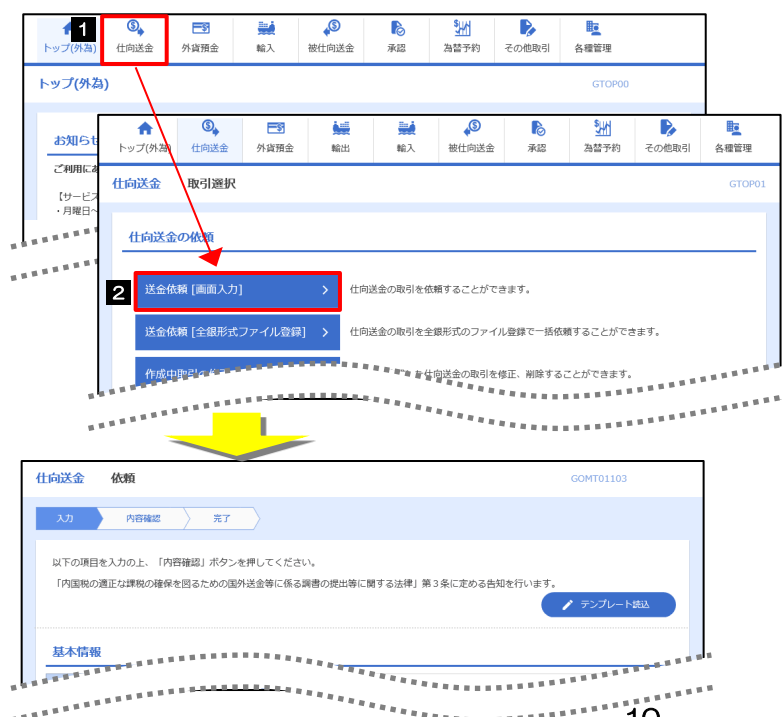 1
トップ(外為) 仕向送金 外貨預金 輸入 被仕向送金 承認 為替予約 その他取引 各種管理
トップ(外為) GTOP00
お知らせ
ご利用にあ
【サービス
・月曜日～
トップ(外為) 仕向送金 外貨預金 輸出 輸入 被仕向送金 承認 為替予約 その他取引 各種管理
仕向送金 取引選択 GTOP01
仕向送金の依頼
2
送金依頼 [画面入力] 仕向送金の取引を依頼することができます。
送金依頼 [全銀形式ファイル登録] 仕向送金の取引を全銀形式のファイル登録で一括依頼することができます。
作成中取引の 仕向送金の取引を修正、削除することができます。
仕向送金 依頼 GOMT01103
入力 内容確認 完了
以下の項目を入力の上、「内容確認」ボタンを押してください。
「内国税の適正な課税の確保を図るための国外送金等に係る調書の提出等に関する法律」第３条に定める告知を行います。
テンプレート読込
基本情報